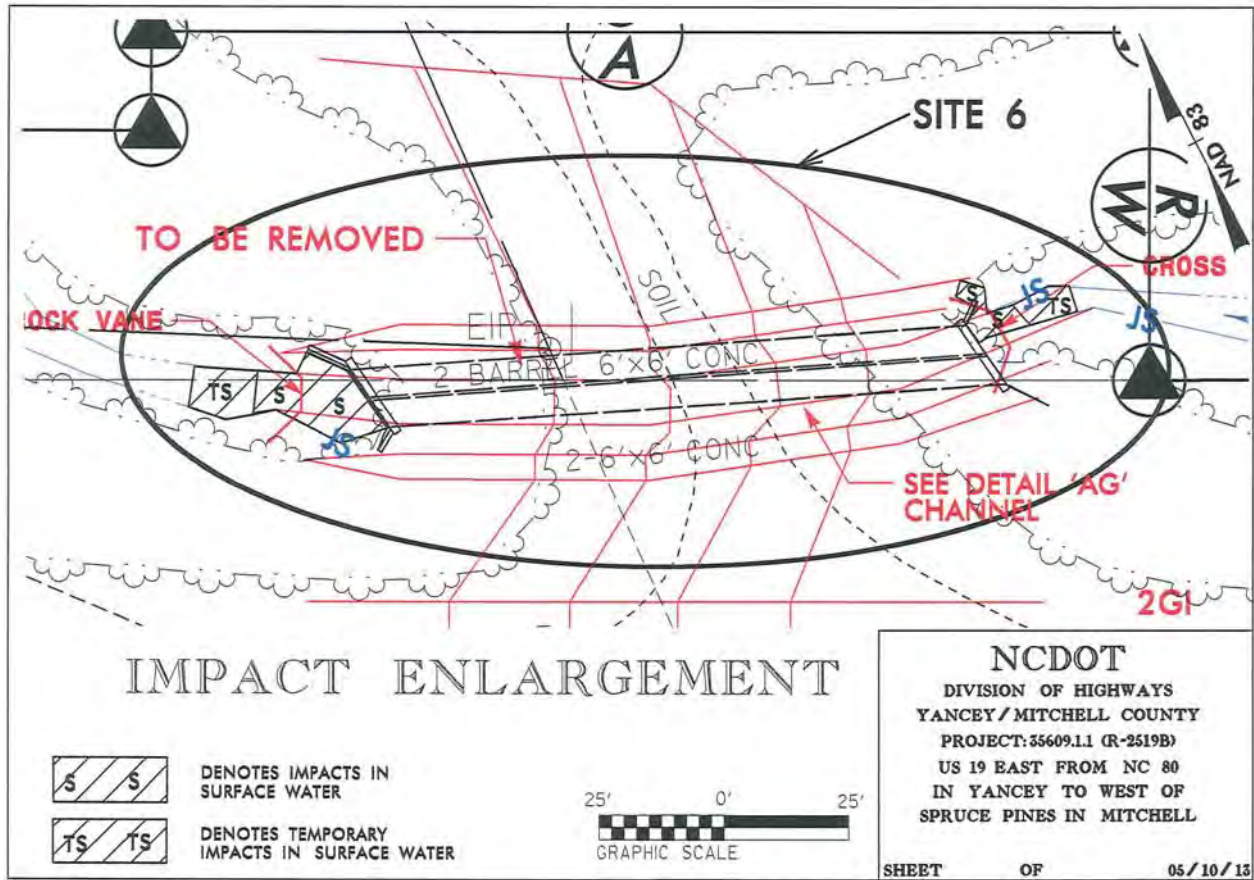 A
SITE 6
NAD 83
R
W
TO BE REMOVED
CROSS
OCK VANE
EIP
SOIL
2 BARREL 6'x6' CONC
S
S
TS
JS
JS
TS
S
S
JS
2-6'x6' CONC
SEE DETAIL 'AG'
CHANNEL
2GI
IMPACT ENLARGEMENT
S S
DENOTES IMPACTS IN
SURFACE WATER
TS TS
DENOTES TEMPORARY
IMPACTS IN SURFACE WATER
25' 0' 25'
GRAPHIC SCALE
NCDOT
DIVISION OF HIGHWAYS
YANCEY/MITCHELL COUNTY
PROJECT: 35609.1.1 (R-2519B)
US 19 EAST FROM NC 80
IN YANCEY TO WEST OF
SPRUCE PINES IN MITCHELL
SHEET OF 05/10/13